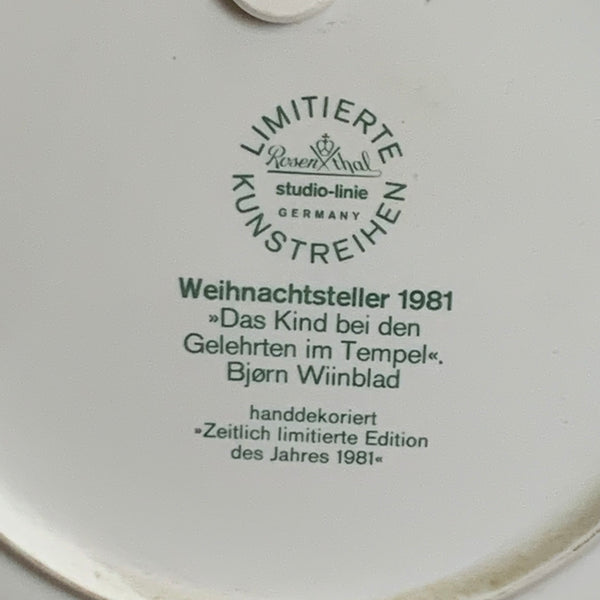 LIMITIERTE
Rosenthal
studio-linie
GERMANY
KUNSTREIHEN
Weihnachtsteller 1981
»Das Kind bei den
Gelehrten im Tempel«.
Bjørn Wiinblad
handdekoriert
»Zeitlich limitierte Edition
des Jahres 1981«